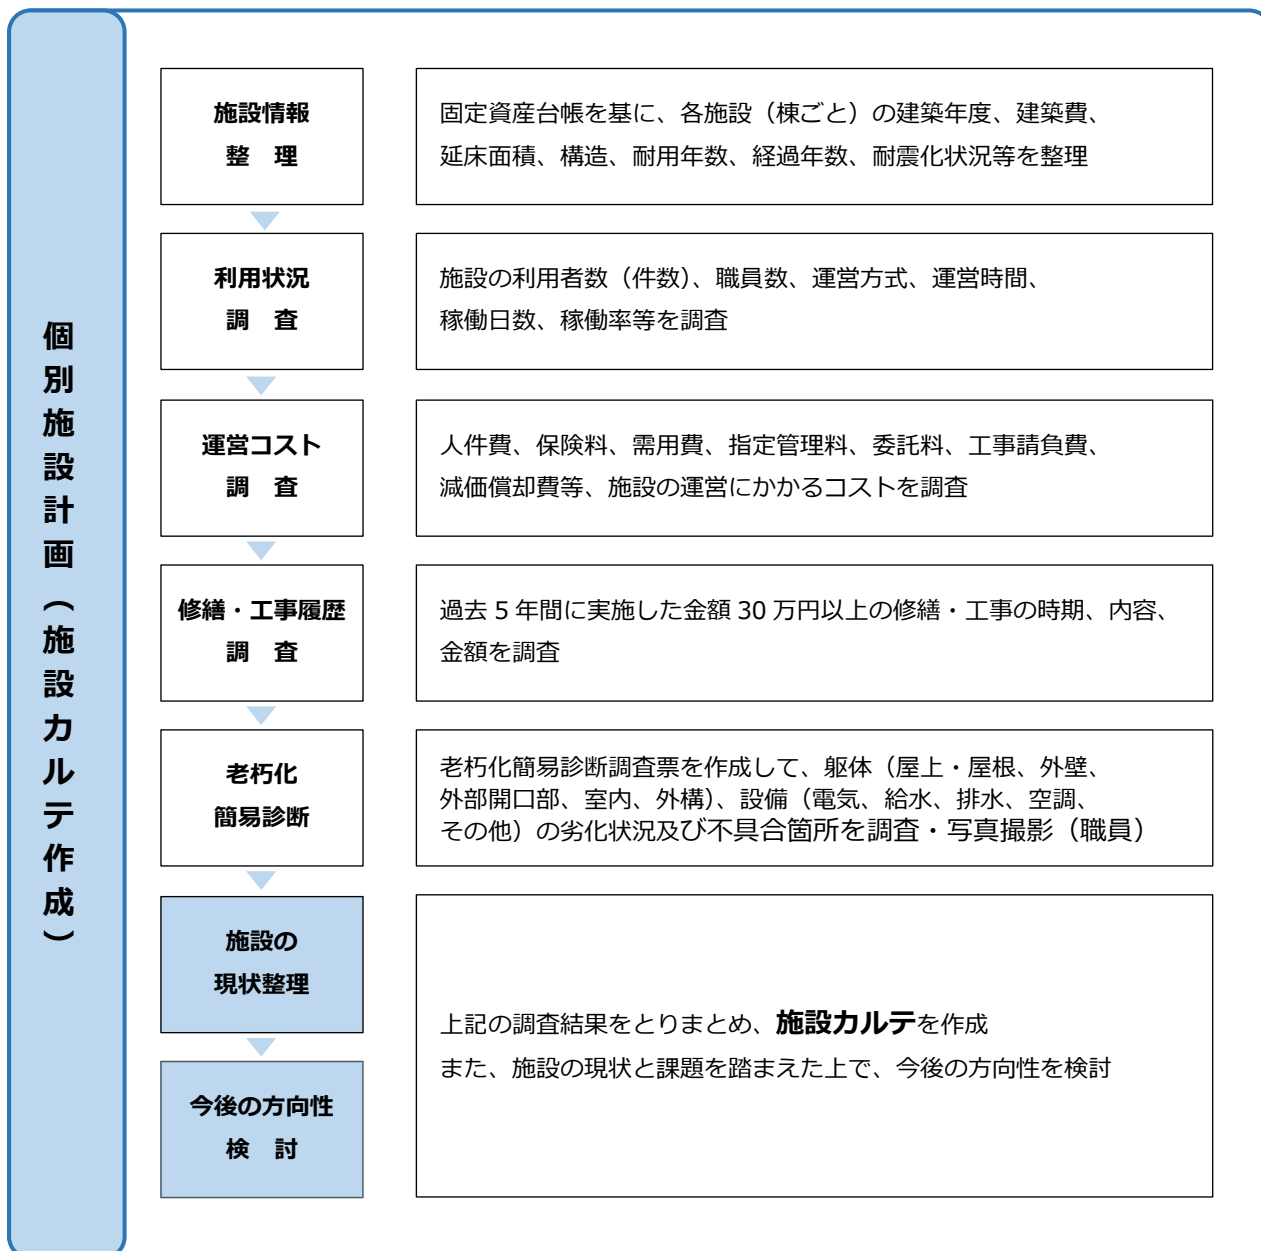 個別施設計画（施設カルテ作成）
施設情報
整　理
固定資産台帳を基に、各施設（棟ごと）の建築年度、建築費、
延床面積、構造、耐用年数、経過年数、耐震化状況等を整理
利用状況
調　査
施設の利用者数（件数）、職員数、運営方式、運営時間、
稼働日数、稼働率等を調査
運営コスト
調　査
人件費、保険料、需用費、指定管理料、委託料、工事請負費、
減価償却費等、施設の運営にかかるコストを調査
修繕・工事履歴
調　査
過去 5 年間に実施した金額 30 万円以上の修繕・工事の時期、内容、
金額を調査
老朽化
簡易診断
老朽化簡易診断調査票を作成して、躯体（屋上・屋根、外壁、
外部開口部、室内、外構）、設備（電気、給水、排水、空調、
その他）の劣化状況及び不具合箇所を調査・写真撮影（職員）
施設の
現状整理
今後の方向性
検　討
上記の調査結果をとりまとめ、施設カルテを作成
また、施設の現状と課題を踏まえた上で、今後の方向性を検討